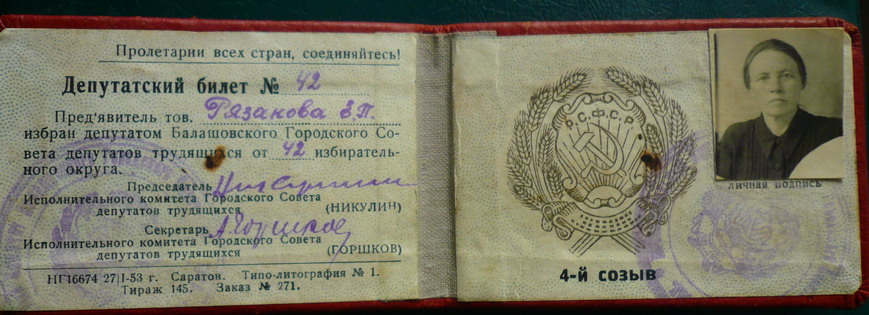 Пролетарии всех стран, соединяйтесь!
Депутатский билет № 42
Пред'явитель тов. Рязанова Е.П.
избран депутатом Балашовского Городского Со-
вета депутатов трудящихся от 42 избиратель-
ного округа.
Председатель
Исполнительного комитета Городского Совета
депутатов трудящихся (НИКУЛИН)
Секретарь
Исполнительного комитета Городского Совета
депутатов трудящихся (ГОРШКОВ)
НГ16674 27|I-53 г. Саратов. Типо-литография № 1.
Тираж 145. Заказ № 271.
Р.С.Ф.С.Р
4-й созыв
личная подпись